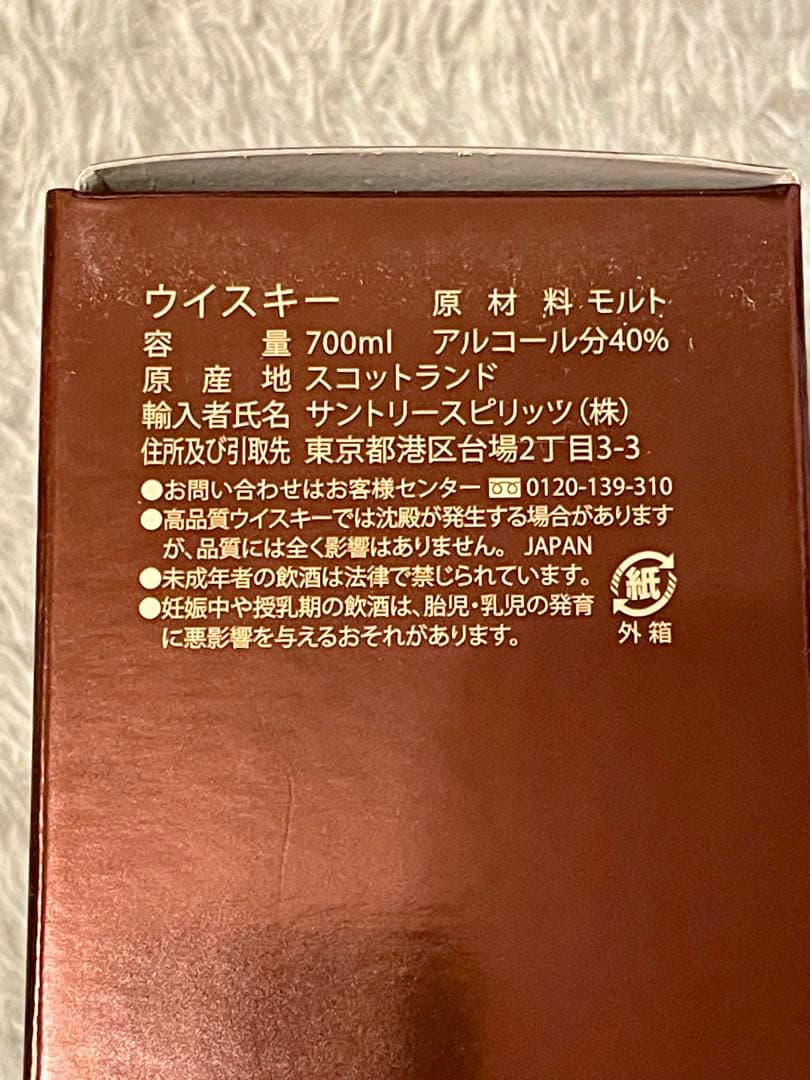 ウイスキー 原材料 モルト
容量 700ml アルコール分40%
原産地 スコットランド
輸入者氏名 サントリースピリッツ(株)
住所及び引取先 東京都港区台場2丁目3-3
●お問い合わせはお客様センター 0120-139-310
●高品質ウイスキーでは沈殿が発生する場合があります
が、品質には全く影響はありません。 JAPAN
●未成年者の飲酒は法律で禁じられています。
●妊娠中や授乳期の飲酒は、胎児・乳児の発育
に悪影響を与えるおそれがあります。
紙
外箱